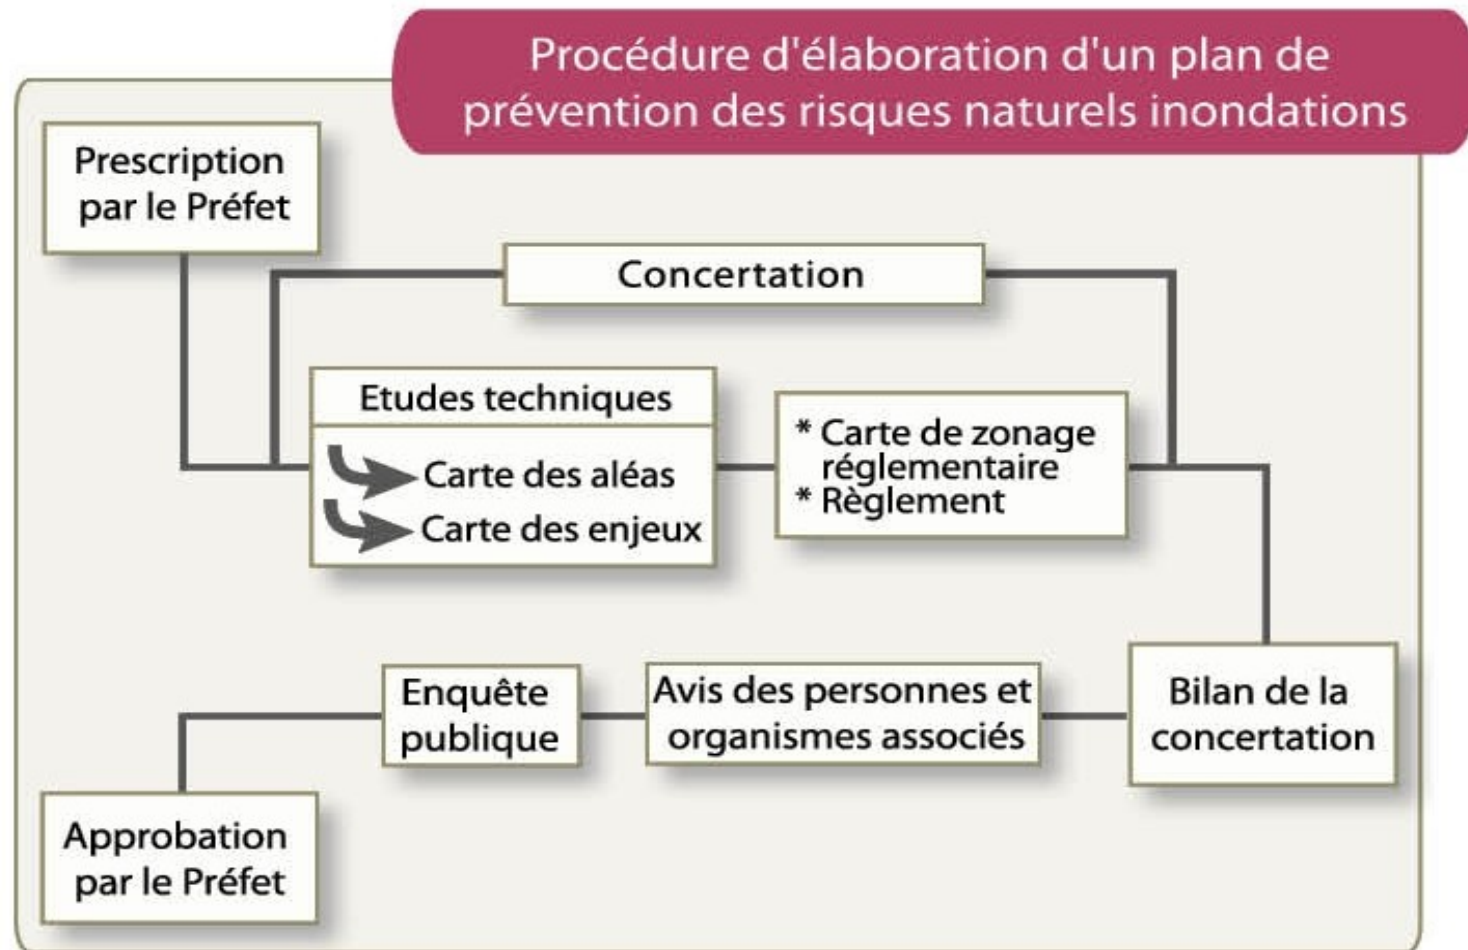 Procédure d'élaboration d'un plan de
prévention des risques naturels inondations
Prescription
par le Préfet
Concertation
Etudes techniques
Carte des aléas
Carte des enjeux
* Carte de zonage
réglementaire
* Règlement
Bilan de la
concertation
Avis des personnes et
organismes associés
Enquête
publique
Approbation
par le Préfet